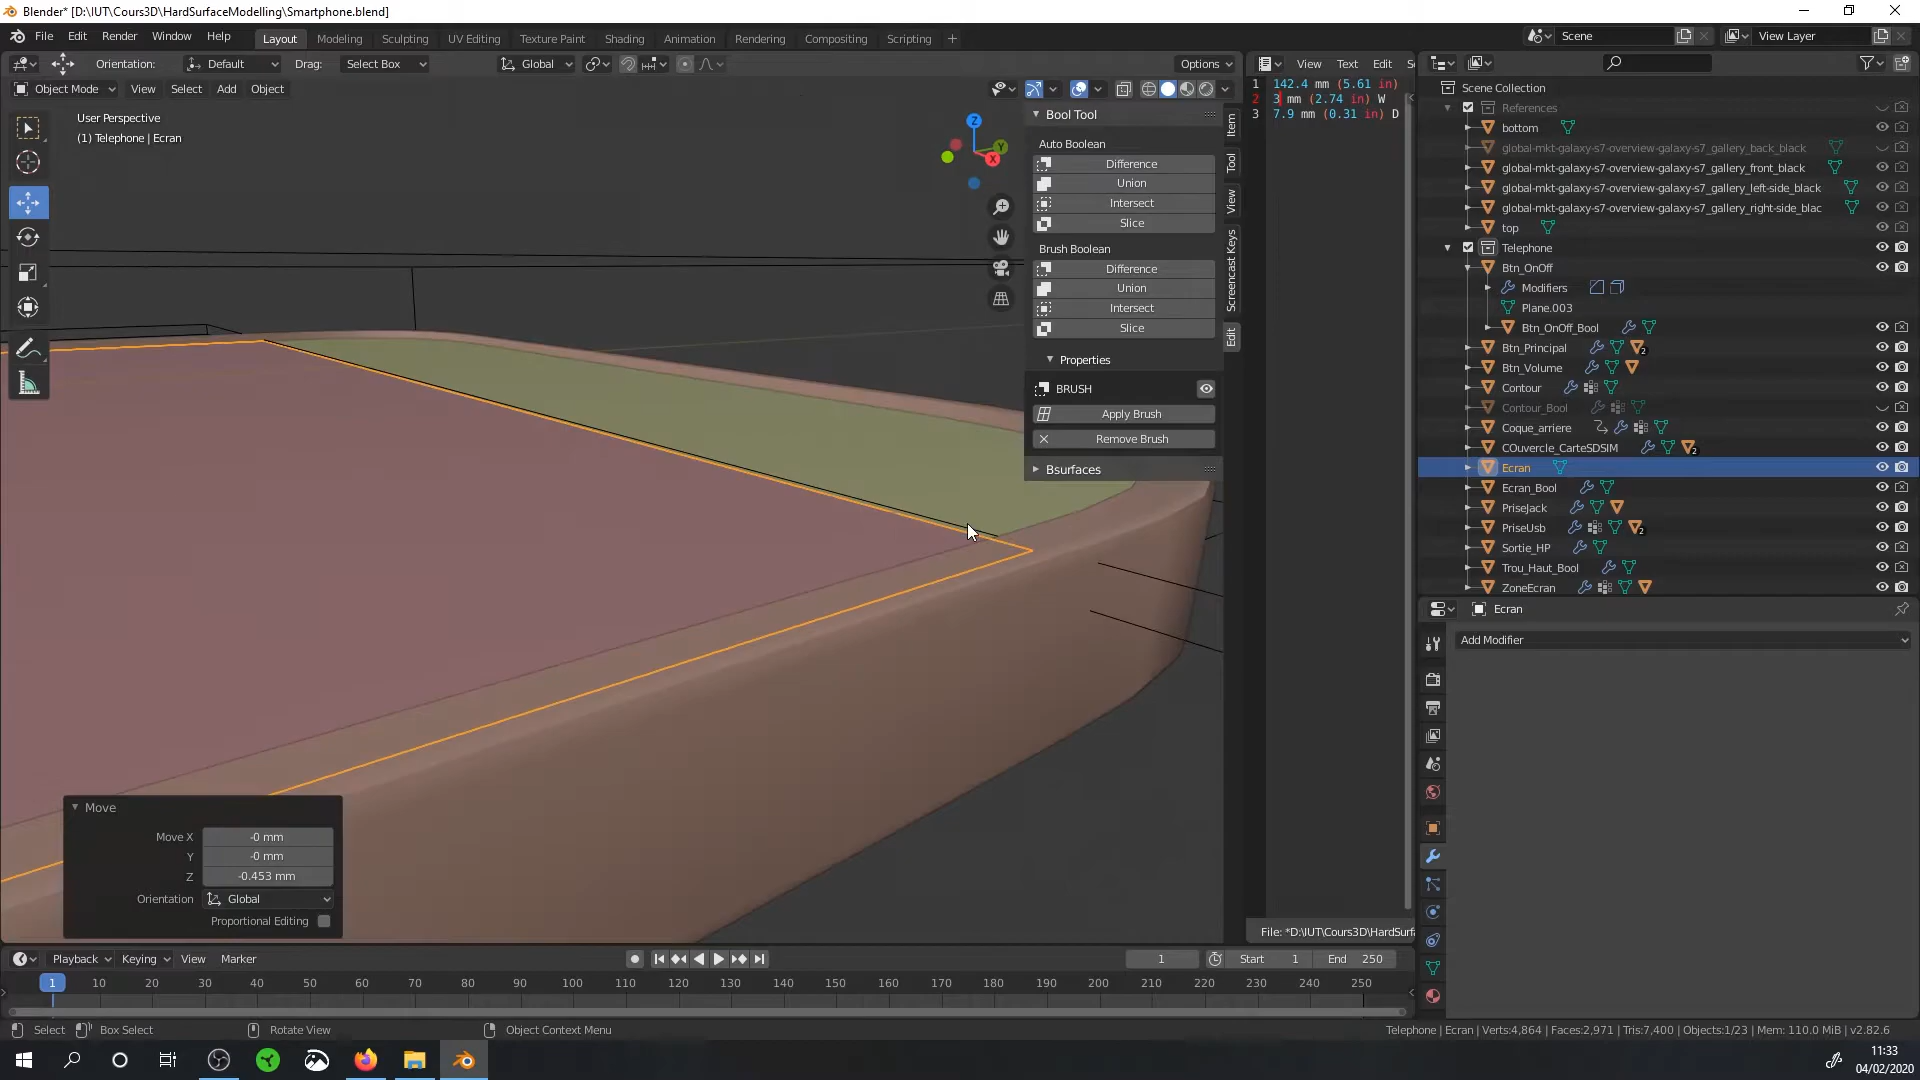 Blender* [D:\IUT\Cours3D\HardSurfaceModelling\Smartphone.blend]
File Edit Render Window Help
Layout Modeling Sculpting UV Editing Texture Paint Shading Animation Rendering Compositing Scripting +
Scene
View Layer
Orientation: Default Drag: Select Box Global Options
View Text Edit
Object Mode View Select Add Object
User Perspective
(1) Telephone | Ecran
Z
Y
X
Bool Tool
Auto Boolean
Difference
Union
Intersect
Slice
Brush Boolean
Difference
Union
Intersect
Slice
Properties
BRUSH
Apply Brush
Remove Brush
Bsurfaces
Item
Tool
View
Screencast Keys
Edit
1 142.4 mm (5.61 in)
2 3 mm (2.74 in) W
3 7.9 mm (0.31 in) D
File: *D:\IUT\Cours3D\HardSurf
Scene Collection
References
bottom
global-mkt-galaxy-s7-overview-galaxy-s7_gallery_back_black
global-mkt-galaxy-s7-overview-galaxy-s7_gallery_front_black
global-mkt-galaxy-s7-overview-galaxy-s7_gallery_left-side_black
global-mkt-galaxy-s7-overview-galaxy-s7_gallery_right-side_blac
top
Telephone
Btn_OnOff
Modifiers
Plane.003
Btn_OnOff_Bool
Btn_Principal 2
Btn_Volume
Contour
Contour_Bool
Coque_arriere
COuvercle_CarteSDSIM 2
Ecran
Ecran_Bool
PriseJack
PriseUsb 2
Sortie_HP
Trou_Haut_Bool
ZoneEcran
Ecran
Add Modifier
Move
Move X -0 mm
Y -0 mm
Z -0.453 mm
Orientation Global
Proportional Editing
Playback Keying View Marker
1 Start 1 End 250
1 10 20 30 40 50 60 70 80 90 100 110 120 130 140 150 160 170 180 190 200 210 220 230 240 250
Select Box Select Rotate View Object Context Menu
Telephone | Ecran | Verts:4,864 | Faces:2,971 | Tris:7,400 | Objects:1/23 | Mem: 110.0 MiB | v2.82.6
11:33
04/02/2020